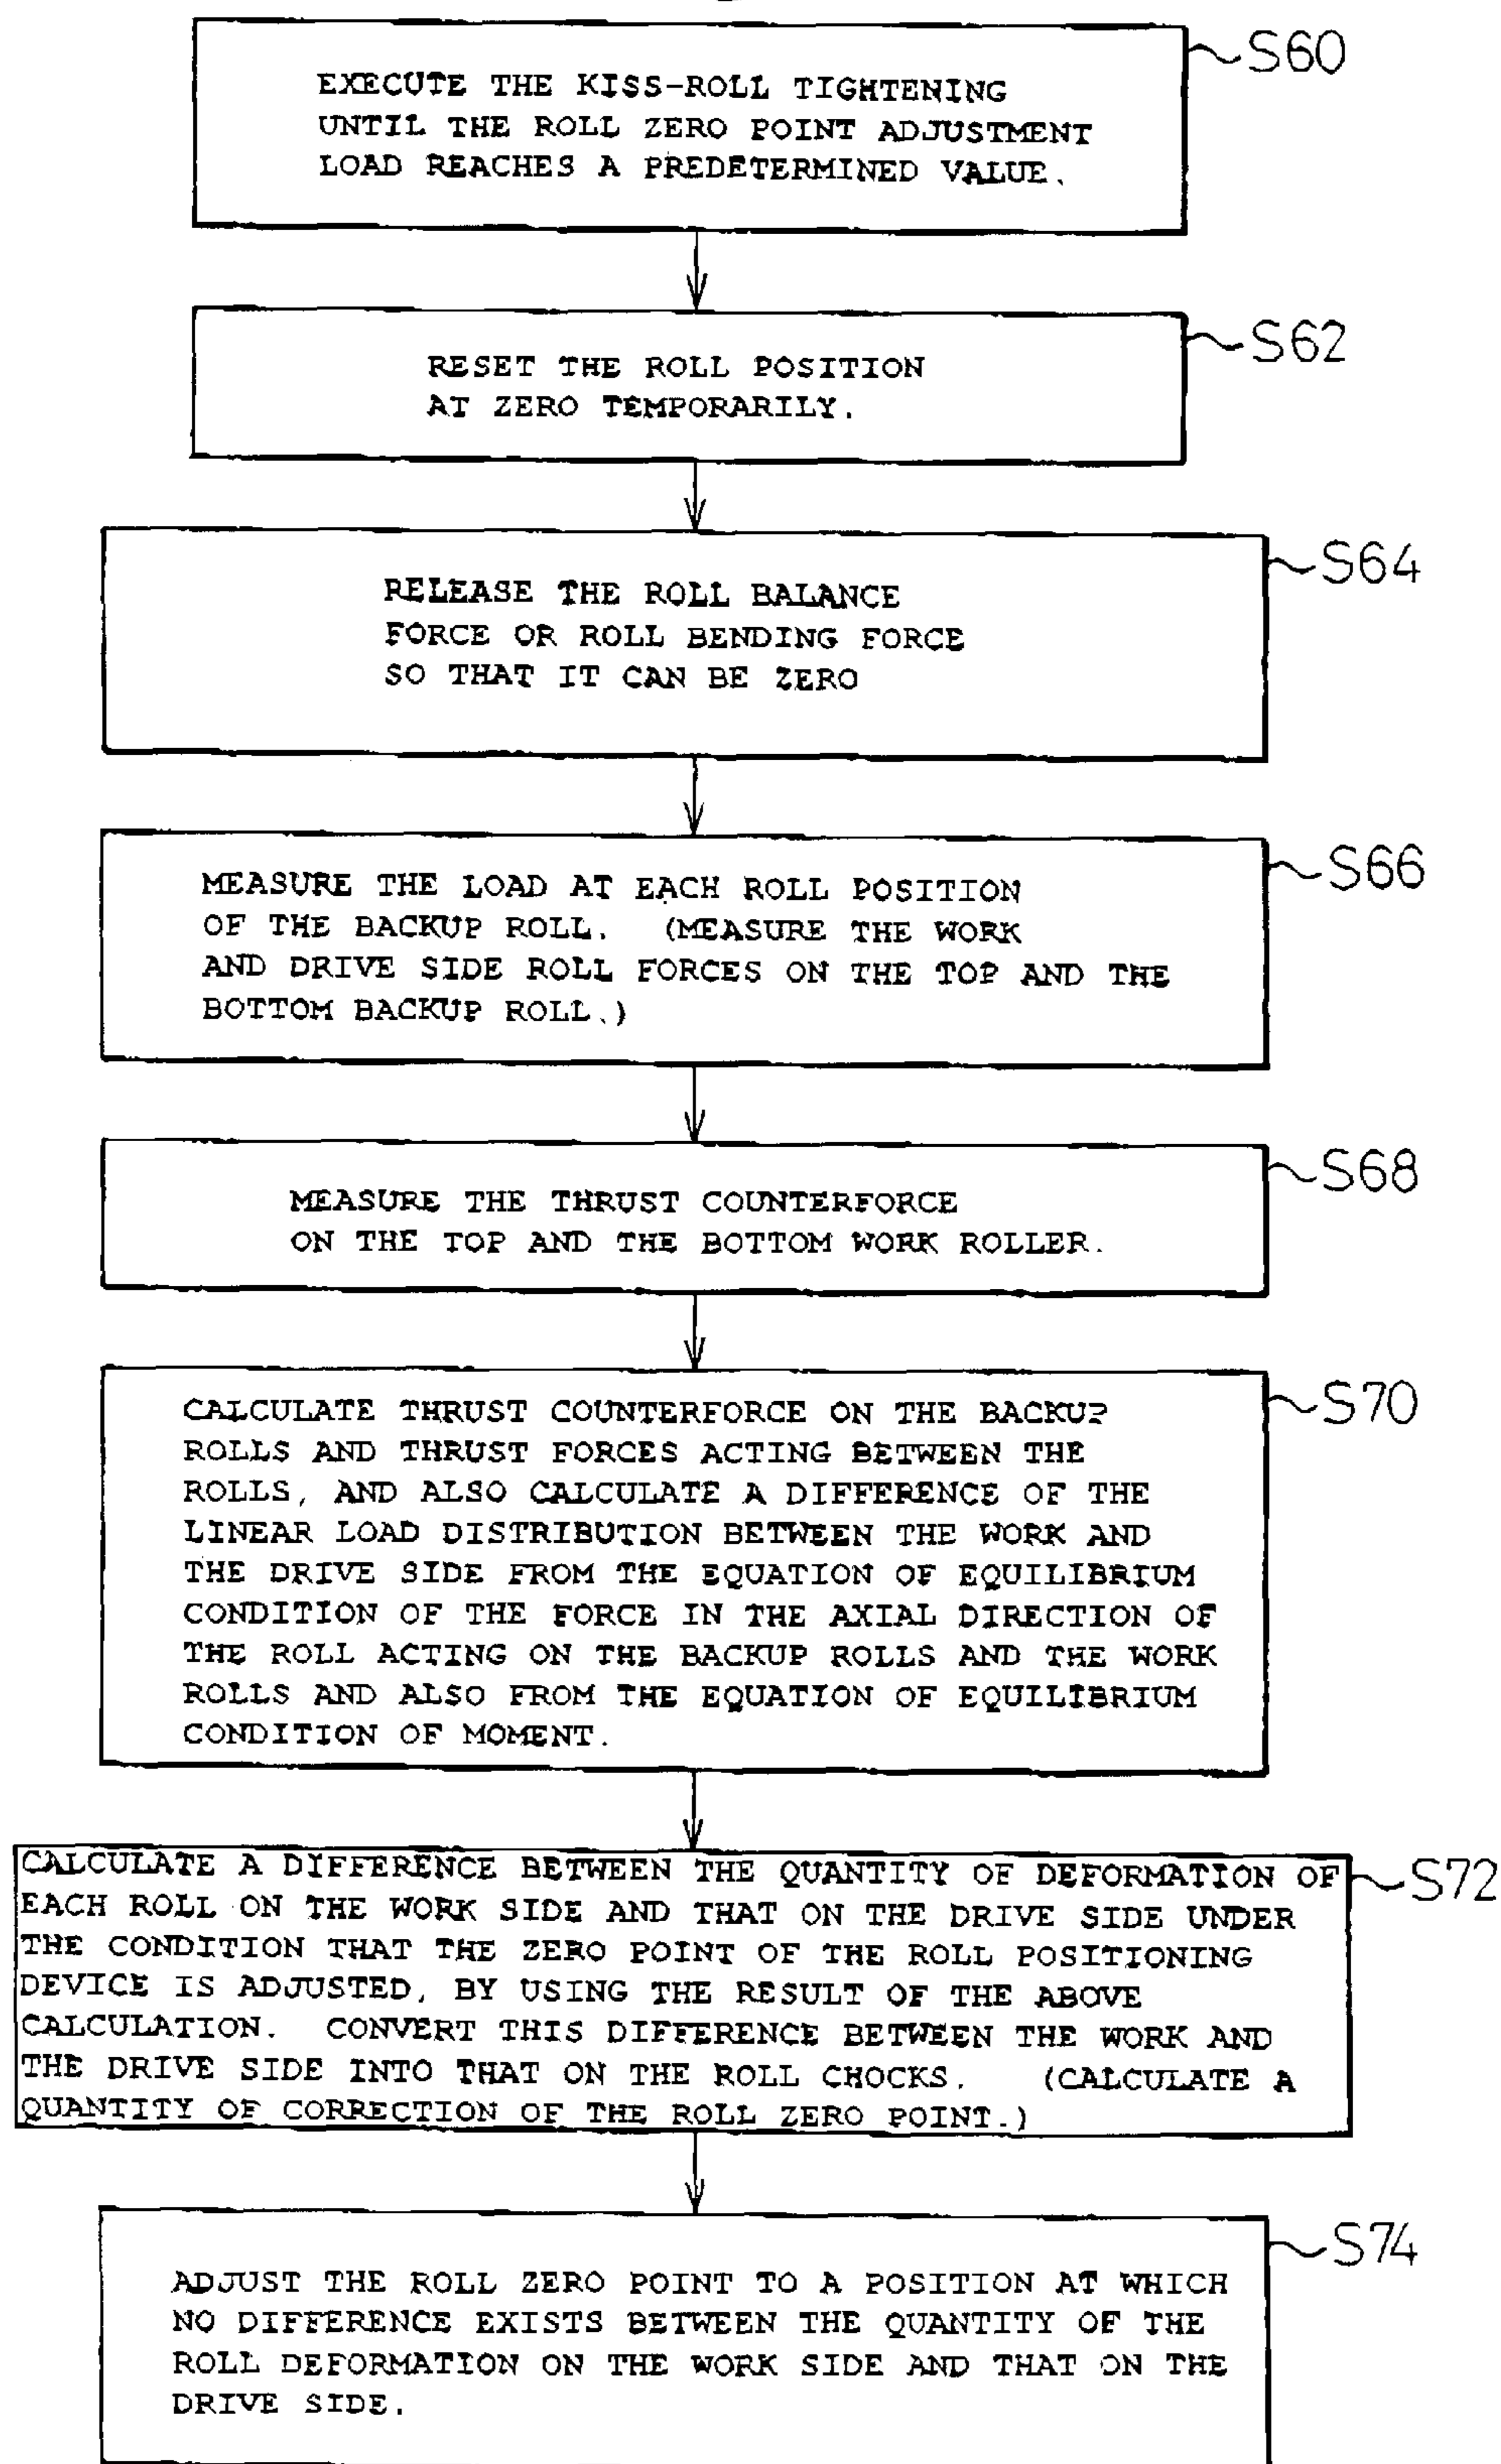 S60
EXECUTE THE KISS-ROLL TIGHTENING
UNTIL THE ROLL ZERO POINT ADJUSTMENT
LOAD REACHES A PREDETERMINED VALUE.
S62
RESET THE ROLL POSITION
AT ZERO TEMPORARILY.
S64
RELEASE THE ROLL BALANCE
FORCE OR ROLL BENDING FORCE
SO THAT IT CAN BE ZERO
S66
MEASURE THE LOAD AT EACH ROLL POSITION
OF THE BACKUP ROLL. (MEASURE THE WORK
AND DRIVE SIDE ROLL FORCES ON THE TOP AND THE
BOTTOM BACKUP ROLL.)
S68
MEASURE THE THRUST COUNTERFORCE
ON THE TOP AND THE BOTTOM WORK ROLLER.
S70
CALCULATE THRUST COUNTERFORCE ON THE BACKUP
ROLLS AND THRUST FORCES ACTING BETWEEN THE
ROLLS, AND ALSO CALCULATE A DIFFERENCE OF THE
LINEAR LOAD DISTRIBUTION BETWEEN THE WORK AND
THE DRIVE SIDE FROM THE EQUATION OF EQUILIBRIUM
CONDITION OF THE FORCE IN THE AXIAL DIRECTION OF
THE ROLL ACTING ON THE BACKUP ROLLS AND THE WORK
ROLLS AND ALSO FROM THE EQUATION OF EQUILIBRIUM
CONDITION OF MOMENT.
S72
CALCULATE A DIFFERENCE BETWEEN THE QUANTITY OF DEFORMATION OF
EACH ROLL ON THE WORK SIDE AND THAT ON THE DRIVE SIDE UNDER
THE CONDITION THAT THE ZERO POINT OF THE ROLL POSITIONING
DEVICE IS ADJUSTED, BY USING THE RESULT OF THE ABOVE
CALCULATION. CONVERT THIS DIFFERENCE BETWEEN THE WORK AND
THE DRIVE SIDE INTO THAT ON THE ROLL CHOCKS. (CALCULATE A
QUANTITY OF CORRECTION OF THE ROLL ZERO POINT.)
S74
ADJUST THE ROLL ZERO POINT TO A POSITION AT WHICH
NO DIFFERENCE EXISTS BETWEEN THE QUANTITY OF THE
ROLL DEFORMATION ON THE WORK SIDE AND THAT ON THE
DRIVE SIDE.